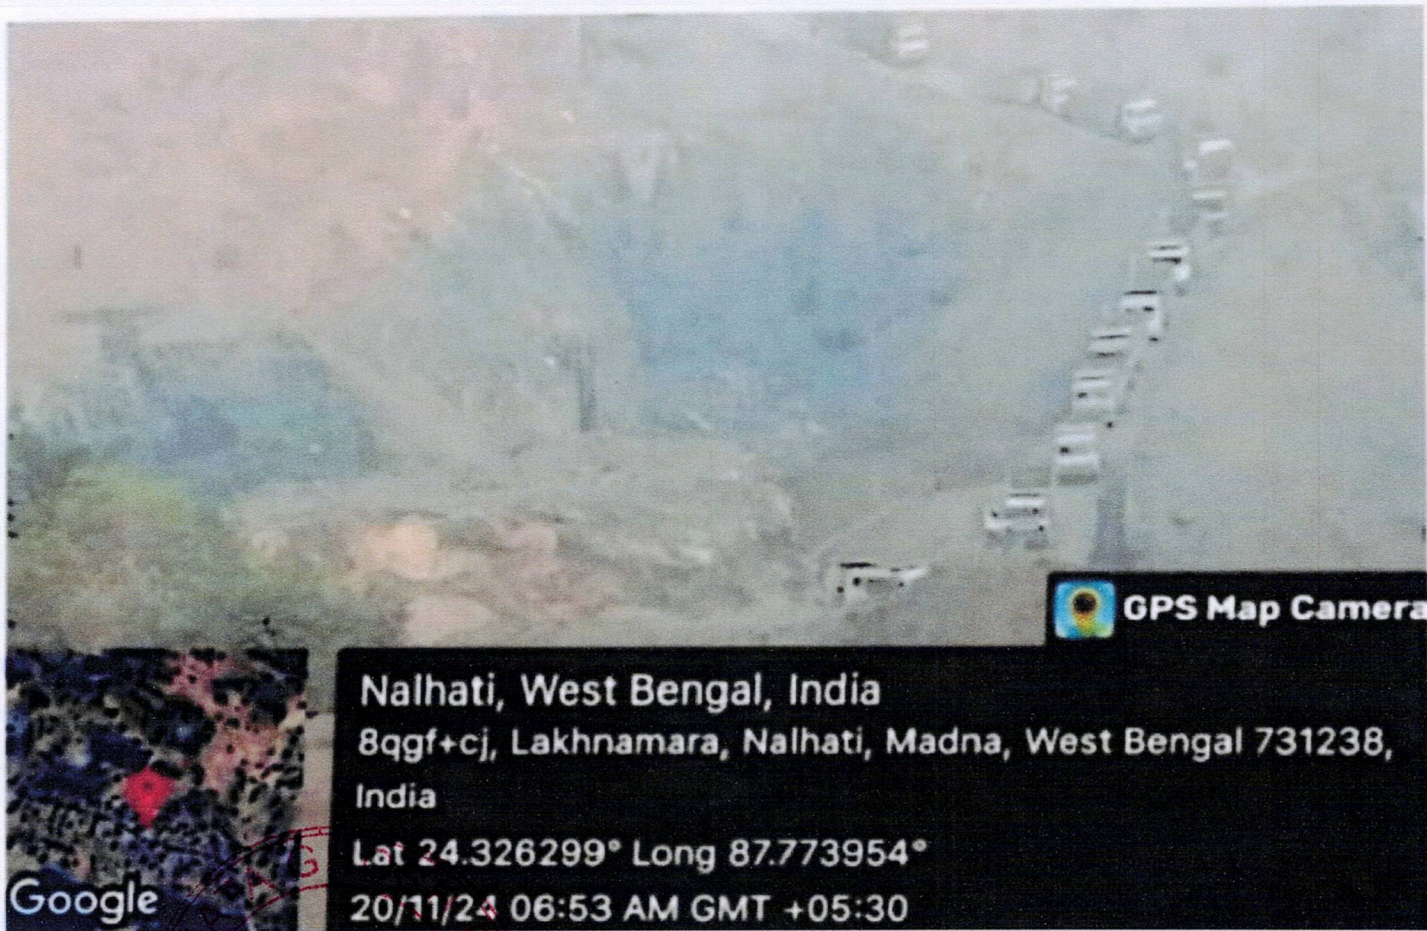 GPS Map Camera
Nalhati, West Bengal, India
8qgf+cj, Lakhnamara, Nalhati, Madna, West Bengal 731238,
India
Lat 24.326299° Long 87.773954°
20/11/24 06:53 AM GMT +05:30
Google